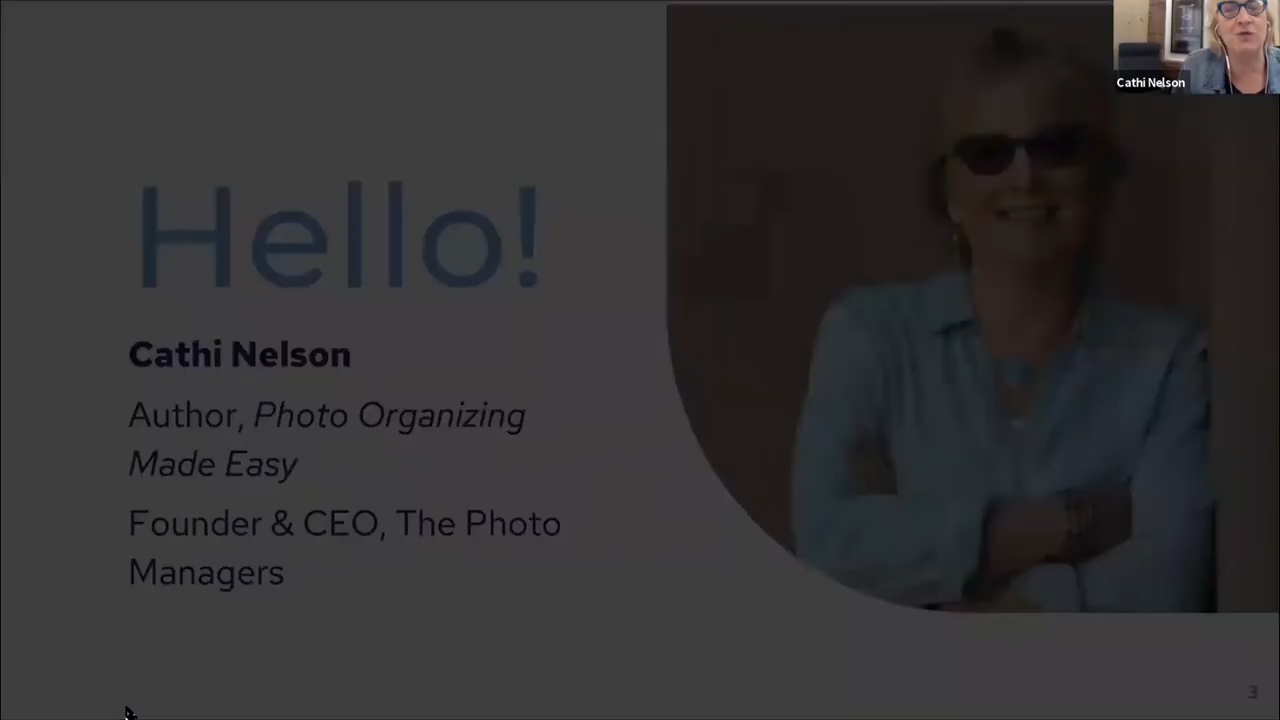 Cathi Nelson
Hello!
Cathi Nelson
Author, Photo Organizing
Made Easy
Founder & CEO, The Photo
Managers
3